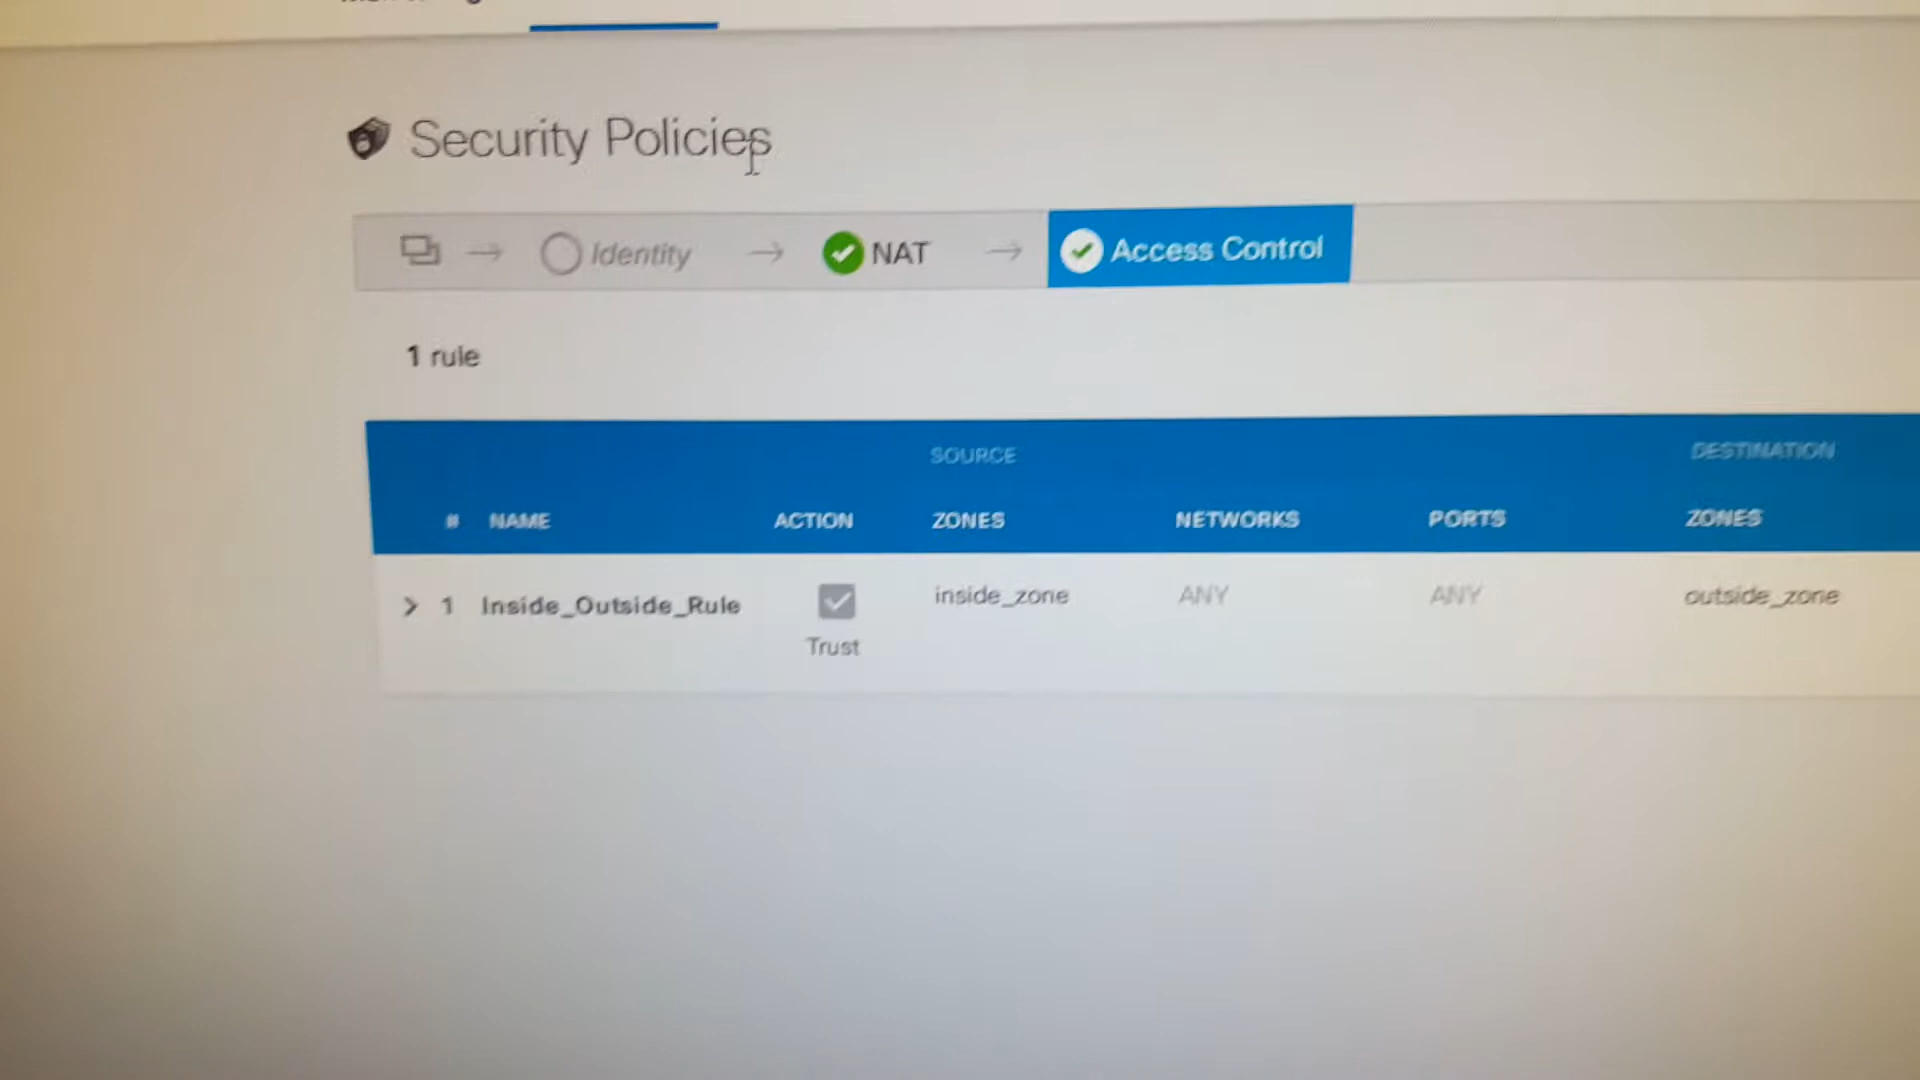 Security Policies
Identity NAT Access Control
1 rule
SOURCE DESTINATION
# NAME ACTION ZONES NETWORKS PORTS ZONES
1 Inside_Outside_Rule Trust inside_zone ANY ANY outside_zone